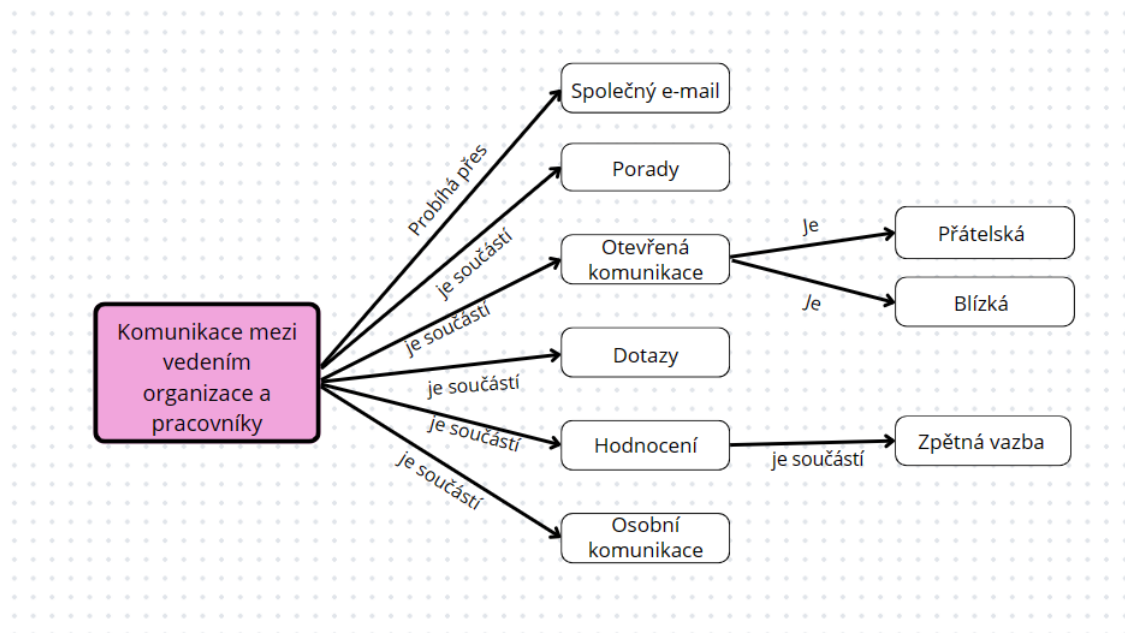 Společný e-mail
Probíhá přes
Porady
je součástí
Otevřená
komunikace
je součástí
Je
Přátelská
Je
Blízká
Komunikace mezi
vedením
organizace a
pracovníky
Dotazy
je součástí
Hodnocení
je součástí
je součástí
Zpětná vazba
Osobní
komunikace
je součástí